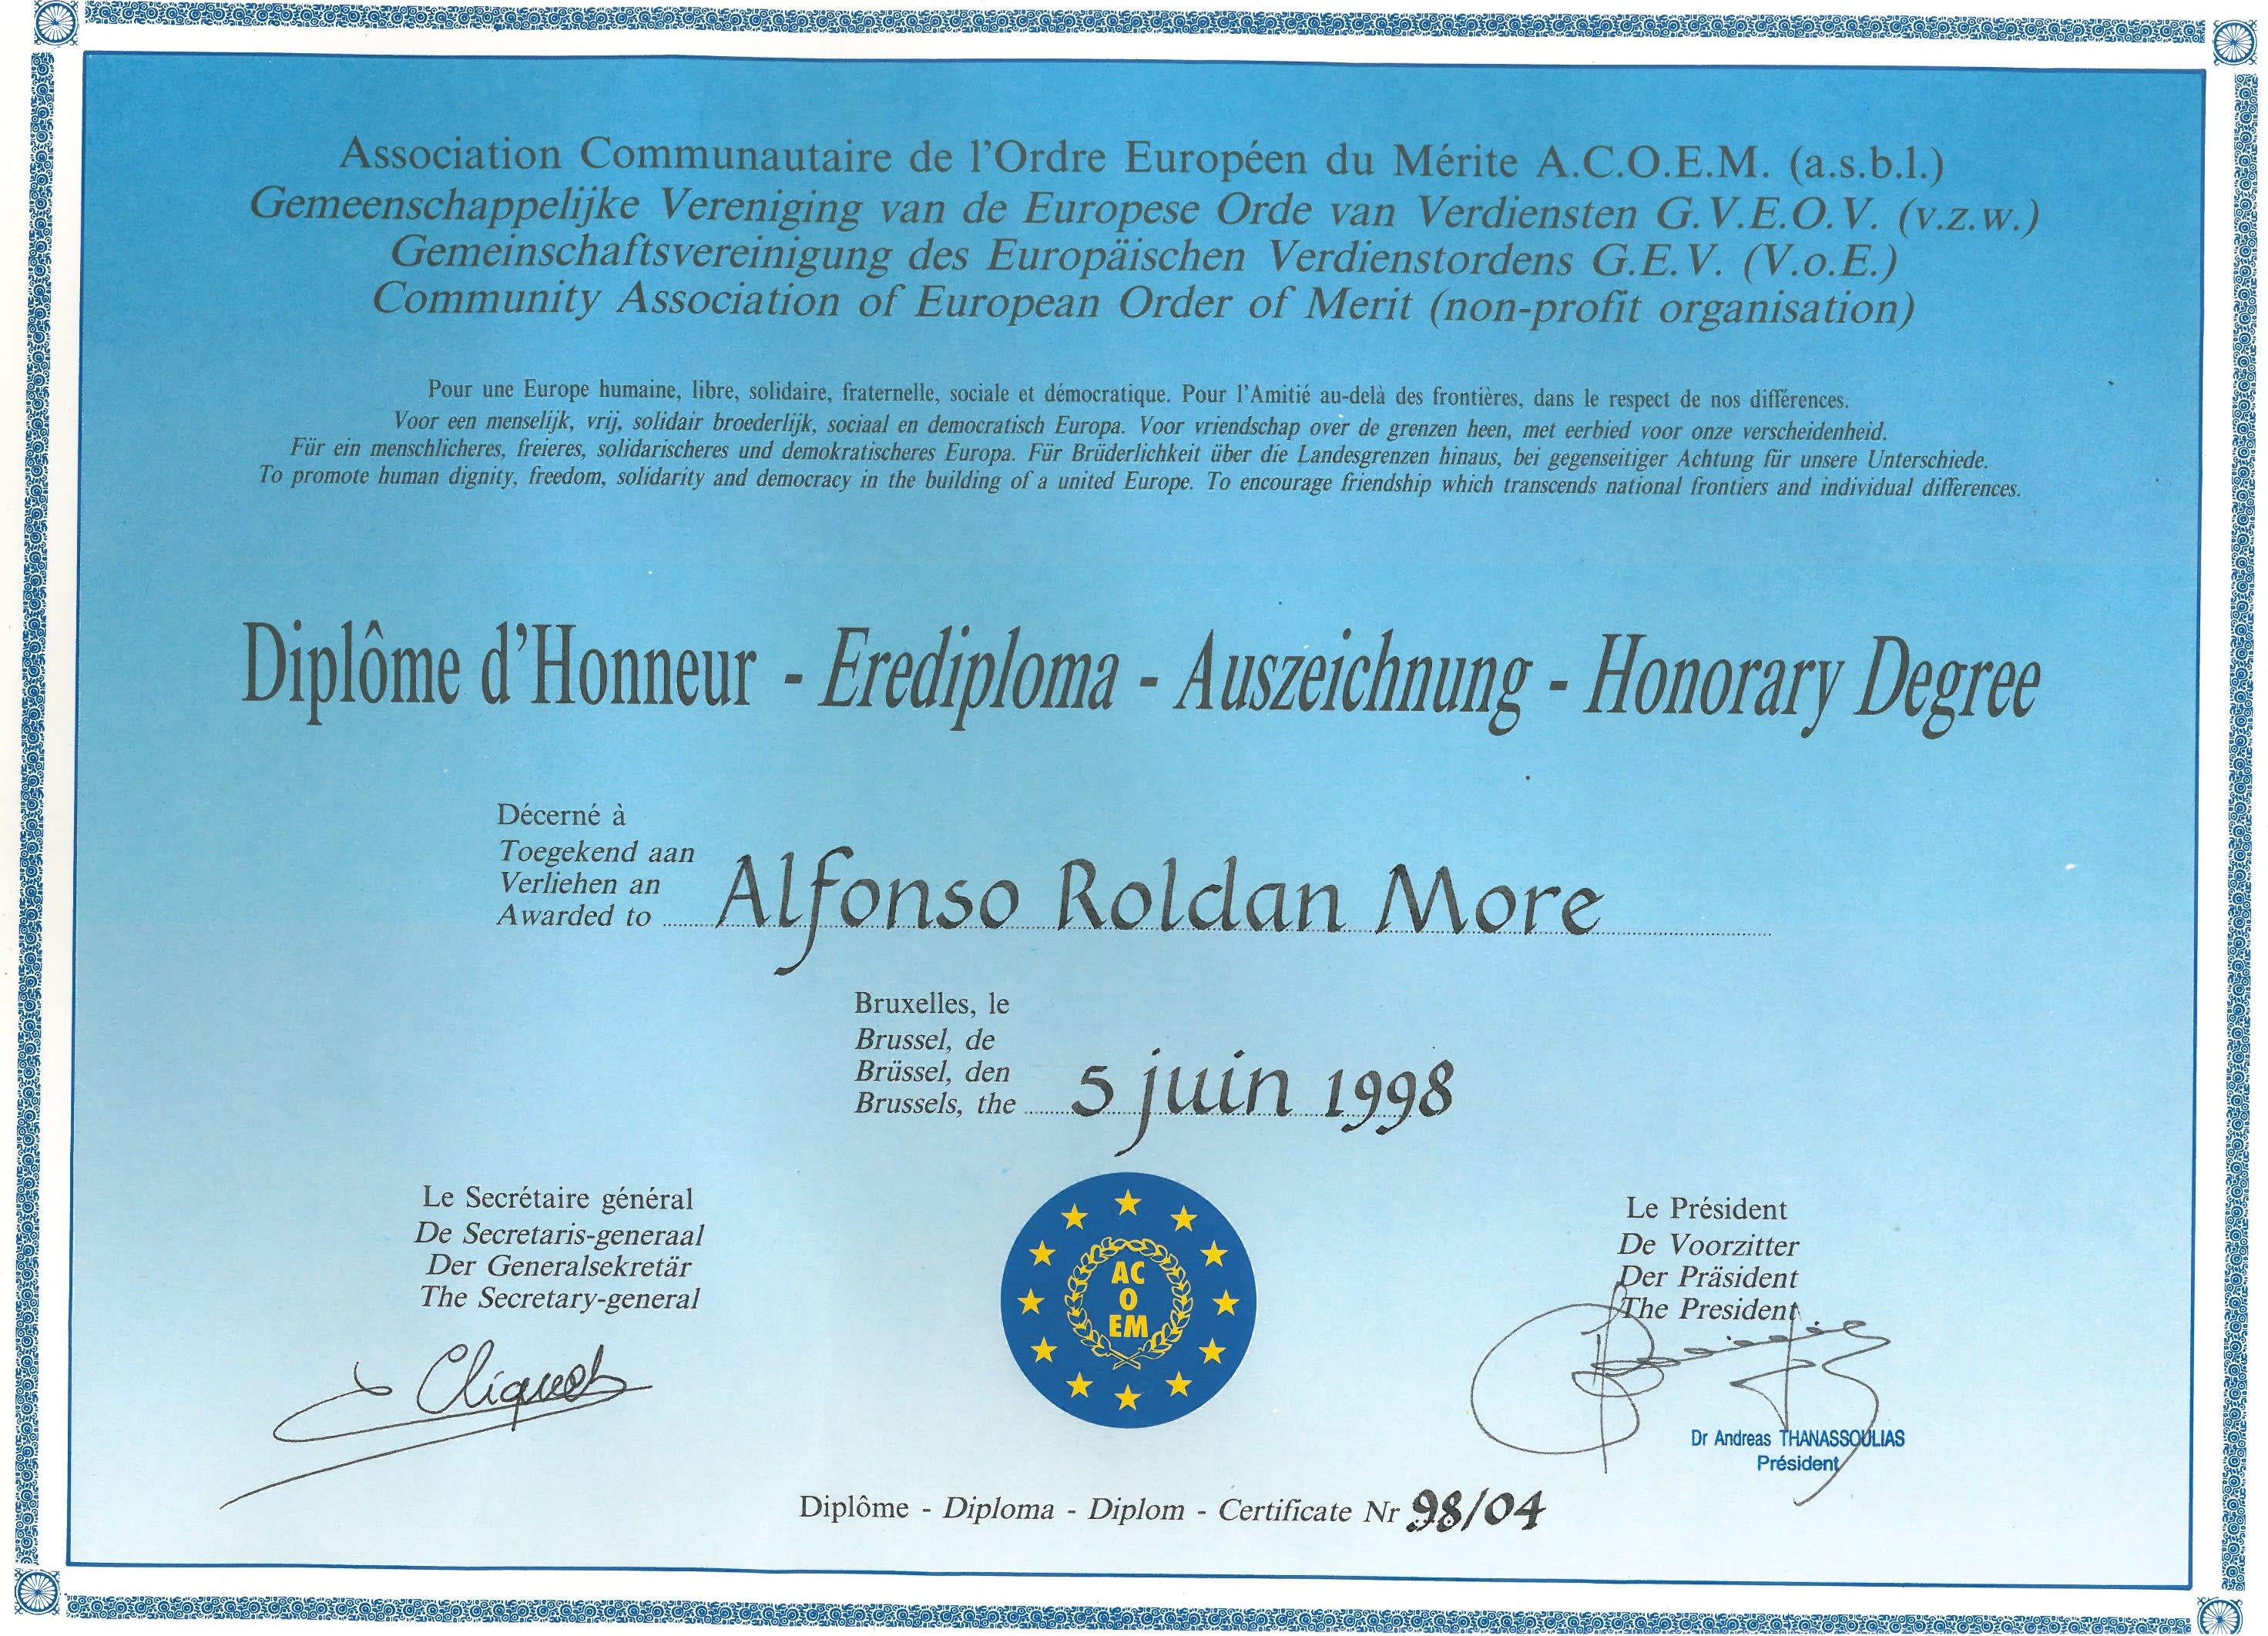 Association Communautaire de l'Ordre Européen du Mérite A.C.O.E.M. (a.s.b.l.)
Gemeenschappelijke Vereniging van de Europese Orde van Verdiensten G.V.E.O.V. (v.z.w.)
Gemeinschaftsvereinigung des Europäischen Verdienstordens G.E.V. (V.o.E.)
Community Association of European Order of Merit (non-profit organisation)
Pour une Europe humaine, libre, solidaire, fraternelle, sociale et démocratique. Pour l'Amitié au-delà des frontières, dans le respect de nos différences.
Voor een menselijk, vrij, solidair broederlijk, sociaal en democratisch Europa. Voor vriendschap over de grenzen heen, met eerbied voor onze verscheidenheid.
Für ein menschlicheres, freieres, solidarischeres und demokratischeres Europa. Für Brüderlichkeit über die Landesgrenzen hinaus, bei gegenseitiger Achtung für unsere Unterschiede.
To promote human dignity, freedom, solidarity and democracy in the building of a united Europe. To encourage friendship which transcends national frontiers and individual differences.
Diplôme d'Honneur - Erediploma - Auszeichnung - Honorary Degree
Décerné à
Toegekend aan
Verliehen an
Awarded to Alfonso Roldan More
Bruxelles, le
Brussel, de
Brüssel, den
Brussels, the 5 juin 1998
Le Secrétaire général
De Secretaris-generaal
Der Generalsekretär
The Secretary-general
Cliquet
AC
O
EM
Le Président
De Voorzitter
Der Präsident
The President
Dr Andreas THANASSOULIAS
Président
Diplôme - Diploma - Diplom - Certificate Nr 98/04